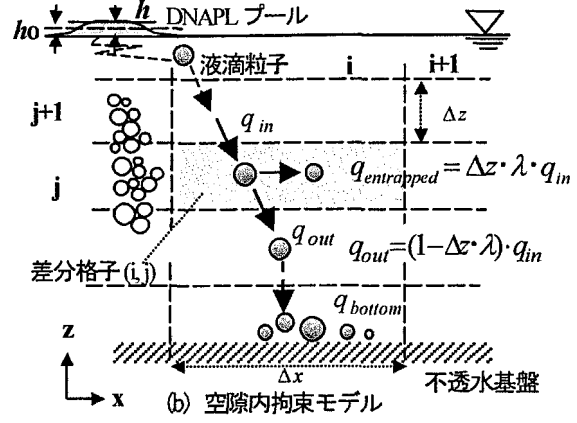 h
DNAPL プール
h0
液滴粒子
i
i+1
j+1
Δz
q_in
j
q_entrapped = Δz・λ・q_in
q_out
q_out=(1−Δz・λ)・q_in
差分格子(i,j)
q_bottom
z
Δx
不透水基盤
x
(b) 空隙内拘束モデル